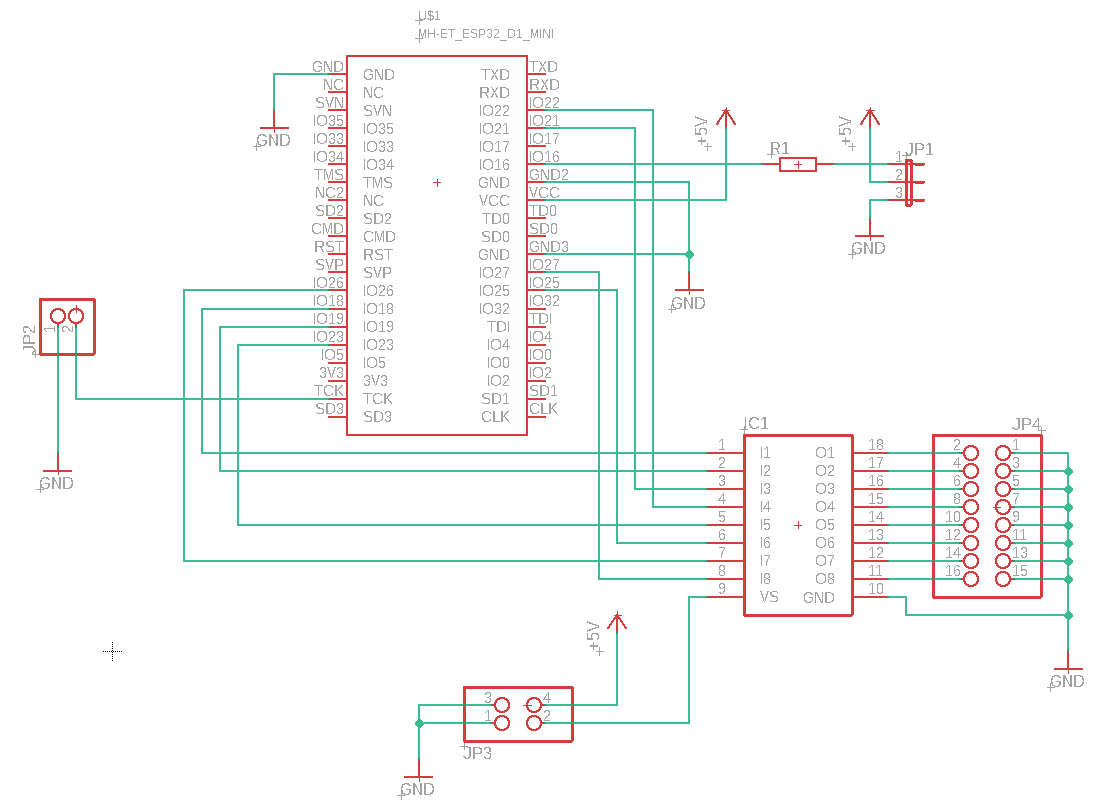 U$1
MH-ET_ESP32_D1_MINI
GND GND TXD TXD
NC NC RXD RXD
SVN SVN IO22 IO22
IO35 IO35 IO21 IO21
IO33 IO33 IO17 IO17
IO34 IO34 IO16 IO16
TMS TMS GND GND2
NC2 NC VCC VCC
SD2 SD2 TD0 TD0
CMD CMD SD0 SD0
RST RST GND GND3
SVP SVP IO27 IO27
IO26 IO26 IO25 IO25
IO18 IO18 IO32 IO32
IO19 IO19 TDI TDI
IO23 IO23 IO4 IO4
IO5 IO5 IO0 IO0
3V3 3V3 IO2 IO2
TCK TCK SD1 SD1
SD3 SD3 CLK CLK
GND
+5V
R1
+5V
JP1
1
2
3
GND
GND
JP2
1 2
GND
IC1
1 I1 O1 18
2 I2 O2 17
3 I3 O3 16
4 I4 O4 15
5 I5 O5 14
6 I6 O6 13
7 I7 O7 12
8 I8 O8 11
9 VS GND 10
JP4
2 1
4 3
6 5
8 7
10 9
12 11
14 13
16 15
GND
+5V
3 4
1 2
JP3
GND